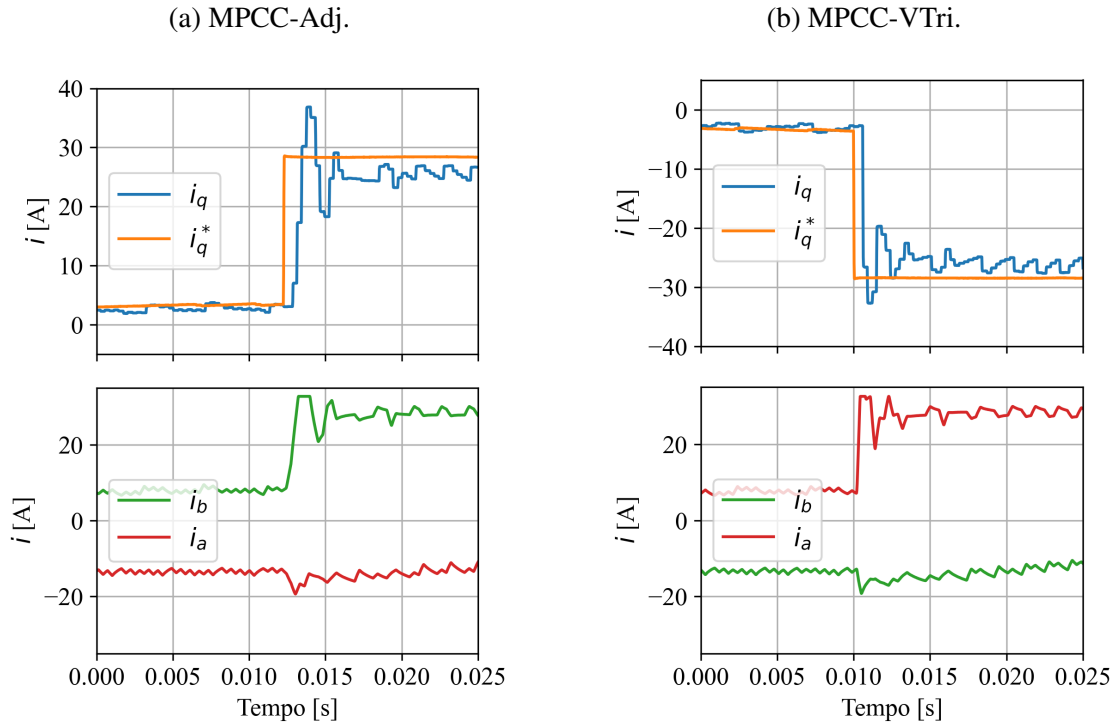 (a) MPCC-Adj.
40
30
20
10
0
i [A]
i_q
i_q^*
20
0
−20
i [A]
i_b
i_a
0.000 0.005 0.010 0.015 0.020 0.025
Tempo [s]
(b) MPCC-VTri.
0
−10
−20
−30
−40
i [A]
i_q
i_q^*
20
0
−20
i [A]
i_b
i_a
0.000 0.005 0.010 0.015 0.020 0.025
Tempo [s]